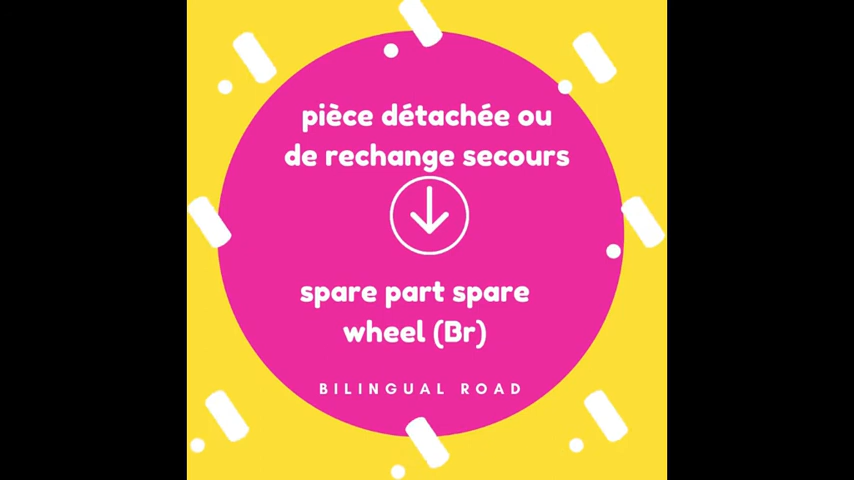 pièce détachée ou
de rechange secours
spare part spare
wheel (Br)
BILINGUAL ROAD